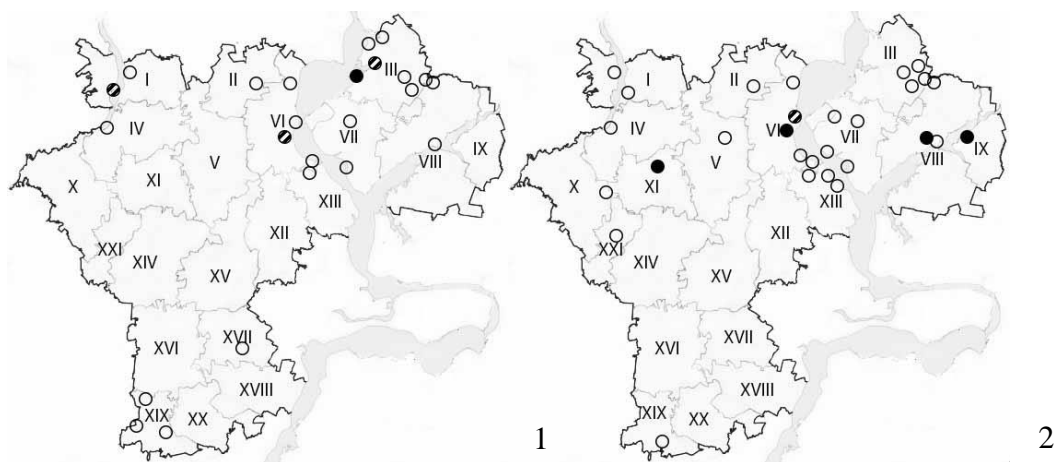 I II III
IV VI VII
V VIII IX
X XI
XIII
XII
XXI XIV
XV
XVI XVII
XVIII
XIX XX
1
I II III
IV VI VII
V VIII IX
X XI
XIII
XII
XXI XIV
XV
XVI XVII
XVIII
XIX XX
2